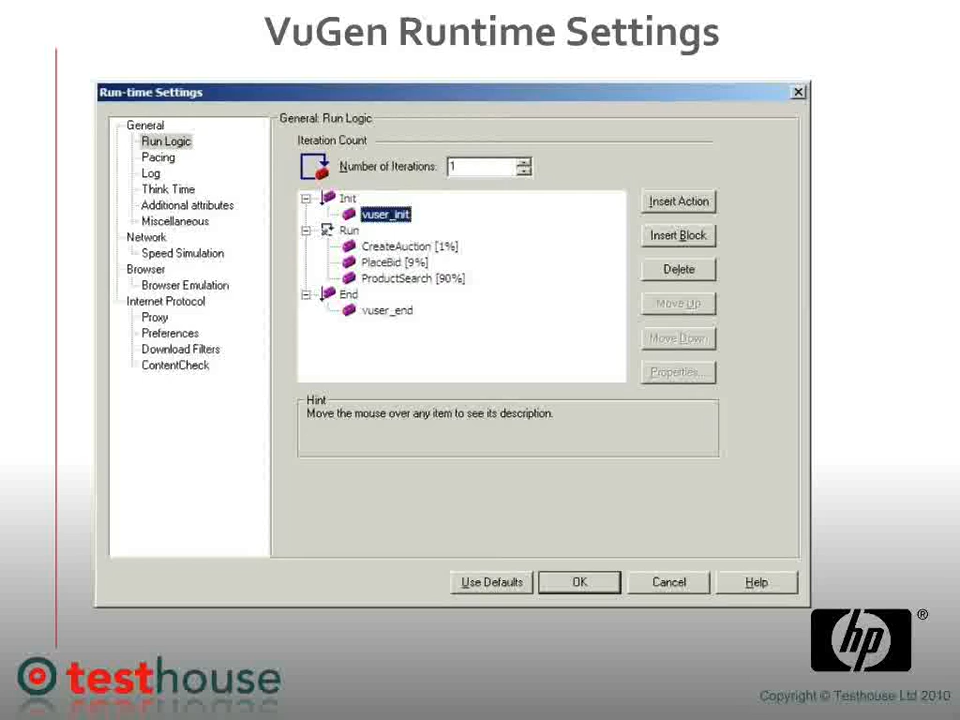 VuGen Runtime Settings
Run-time Settings
General
Run Logic
Pacing
Log
Think Time
Additional attributes
Miscellaneous
Network
Speed Simulation
Browser
Browser Emulation
Internet Protocol
Proxy
Preferences
Download Filters
ContentCheck
General: Run Logic
Iteration Count
Number of Iterations: 1
Init
vuser_init
Run
CreateAuction [1%]
PlaceBid [9%]
ProductSearch [90%]
End
vuser_end
Insert Action
Insert Block
Delete
Move Up
Move Down
Properties...
Hint
Move the mouse over any item to see its description.
Use Defaults
OK
Cancel
Help
hp ®
testhouse
Copyright © Testhouse Ltd 2010